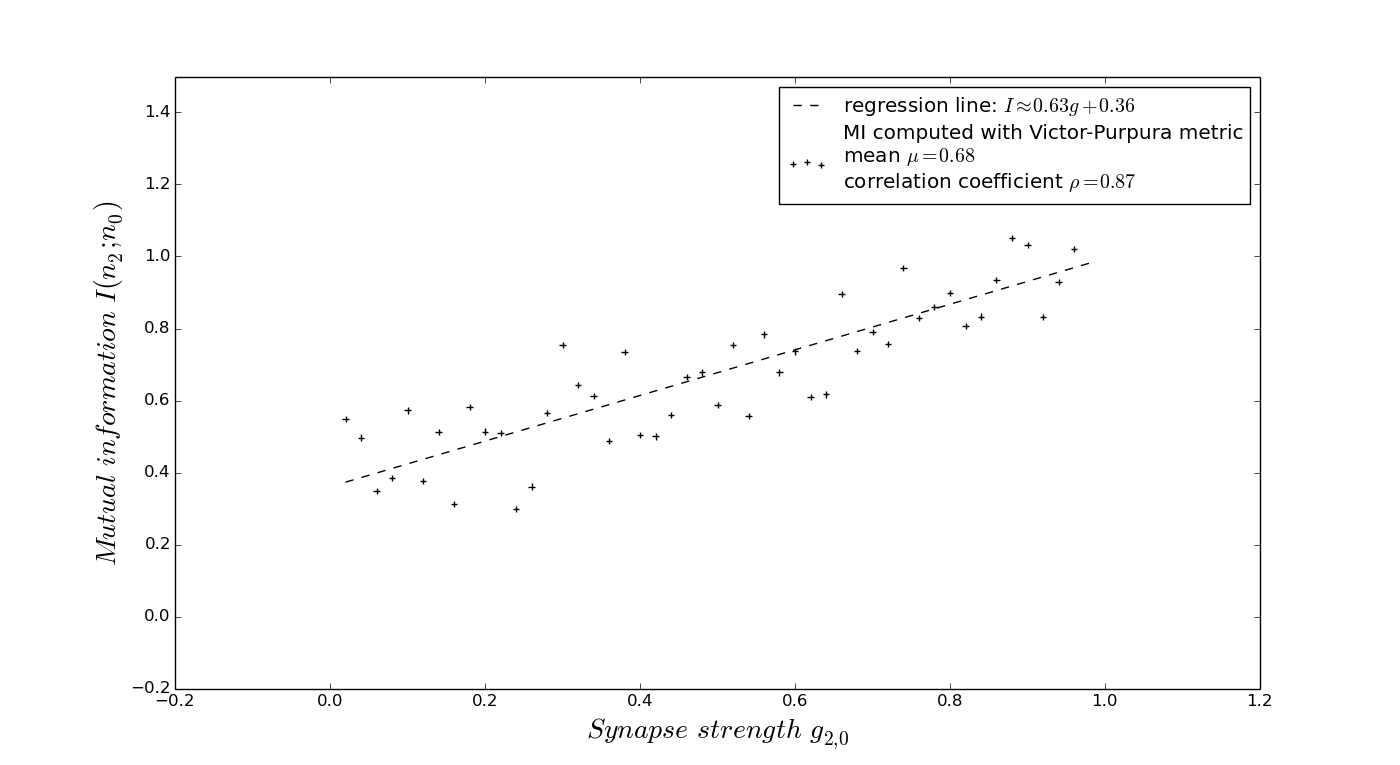 regression line: I≈0.63g+0.36
MI computed with Victor-Purpura metric
mean μ=0.68
correlation coefficient ρ=0.87
Mutual information I(n₂;n₀)
1.4
1.2
1.0
0.8
0.6
0.4
0.2
0.0
−0.2
−0.2 0.0 0.2 0.4 0.6 0.8 1.0 1.2
Synapse strength g₂,₀